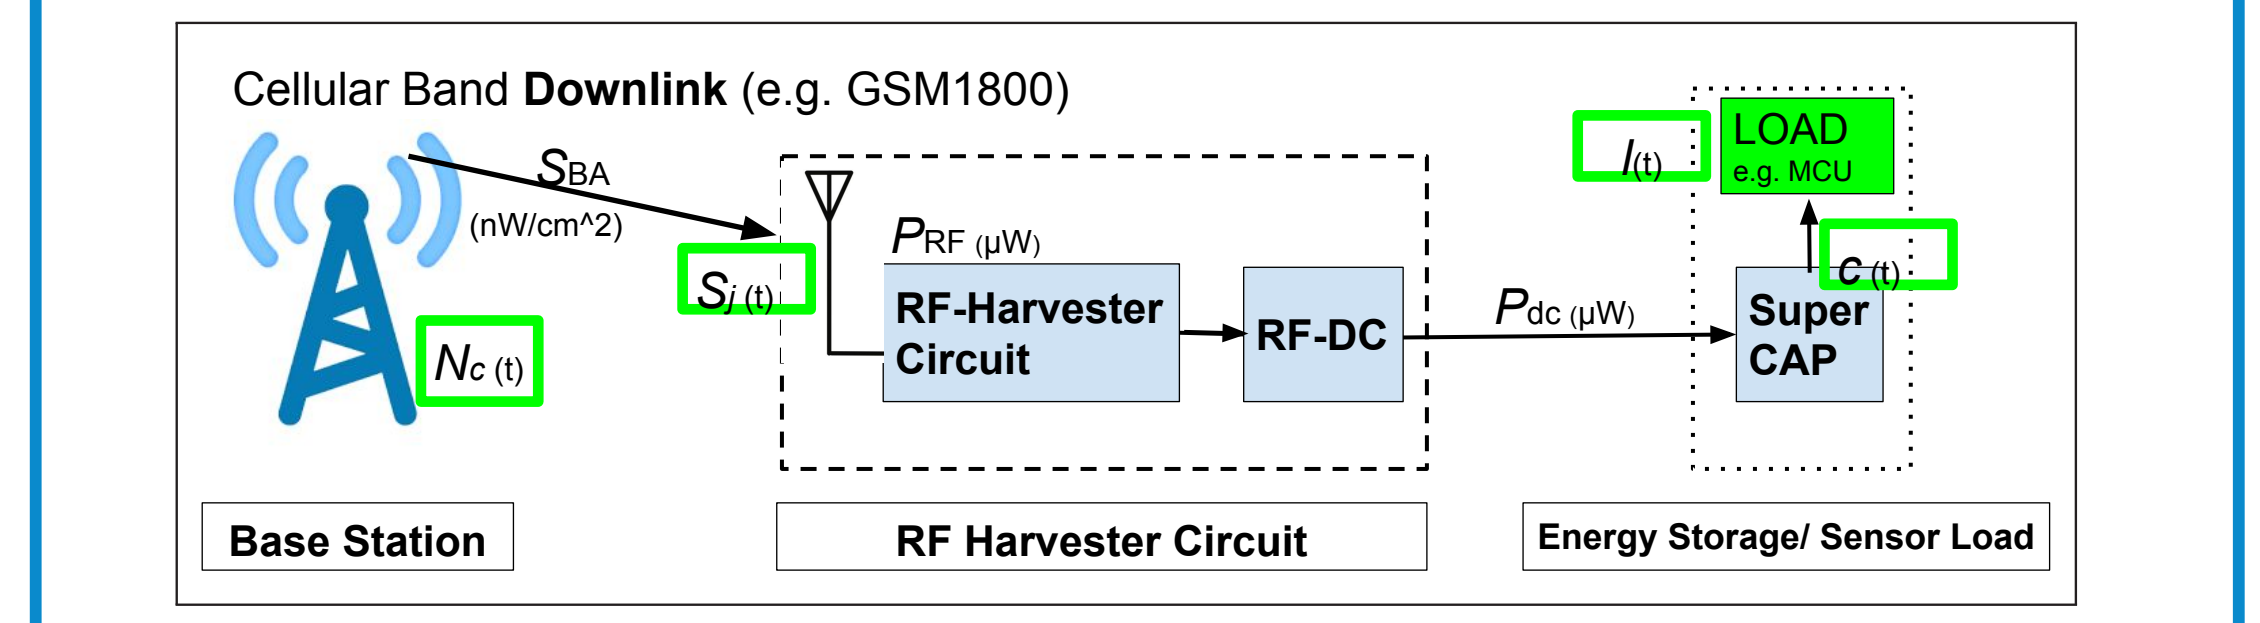 Cellular Band Downlink (e.g. GSM1800)
SBA
(nW/cm^2)
Nc (t)
Sj (t)
PRF (μW)
RF-Harvester
Circuit
RF-DC
Pdc (μW)
I(t)
LOAD
e.g. MCU
c (t)
Super
CAP
Base Station
RF Harvester Circuit
Energy Storage/ Sensor Load